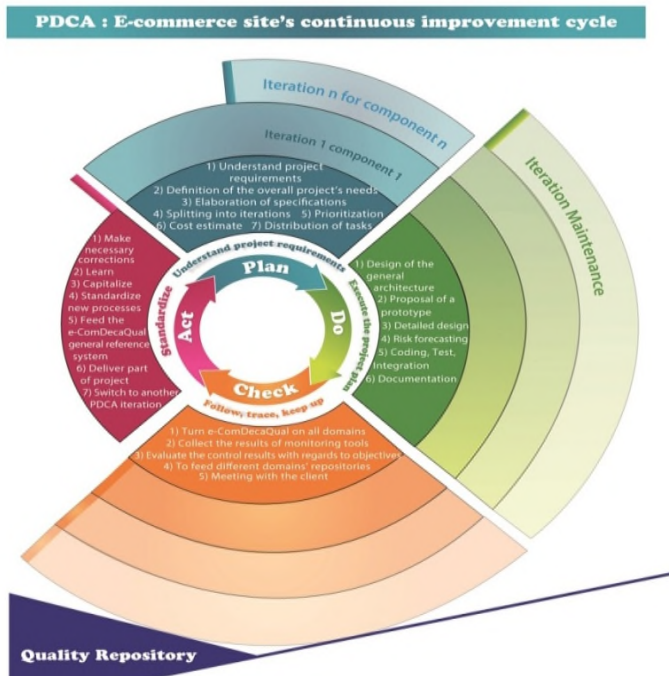 PDCA : E-commerce site's continuous improvement cycle
Iteration n for component n
Iteration 1 component 1
1) Understand project
requirements
2) Definition of the overall project's needs
3) Elaboration of specifications
4) Splitting into iterations 5) Prioritization
6) Cost estimate 7) Distribution of tasks
Iteration Maintenance
1) Design of the
general
architecture
2) Proposal of a
prototype
3) Detailed design
4) Risk forecasting
5) Coding, Test,
Integration
6) Documentation
1) Make
necessary
corrections
2) Learn
3) Capitalize
4) Standardize
new processes
5) Feed the
e-ComDecaQual
general reference
system
6) Deliver part
of project
7) Switch to another
PDCA iteration
Understand project requirements
Plan
Execute the project plan
Do
Check
Follow, trace, keep up
Standardize
Act
1) Turn e-ComDecaQual on all domains
2) Collect the results of monitoring tools
3) Evaluate the control results with regards to objectives
4) To feed different domains' repositories
5) Meeting with the client
Quality Repository